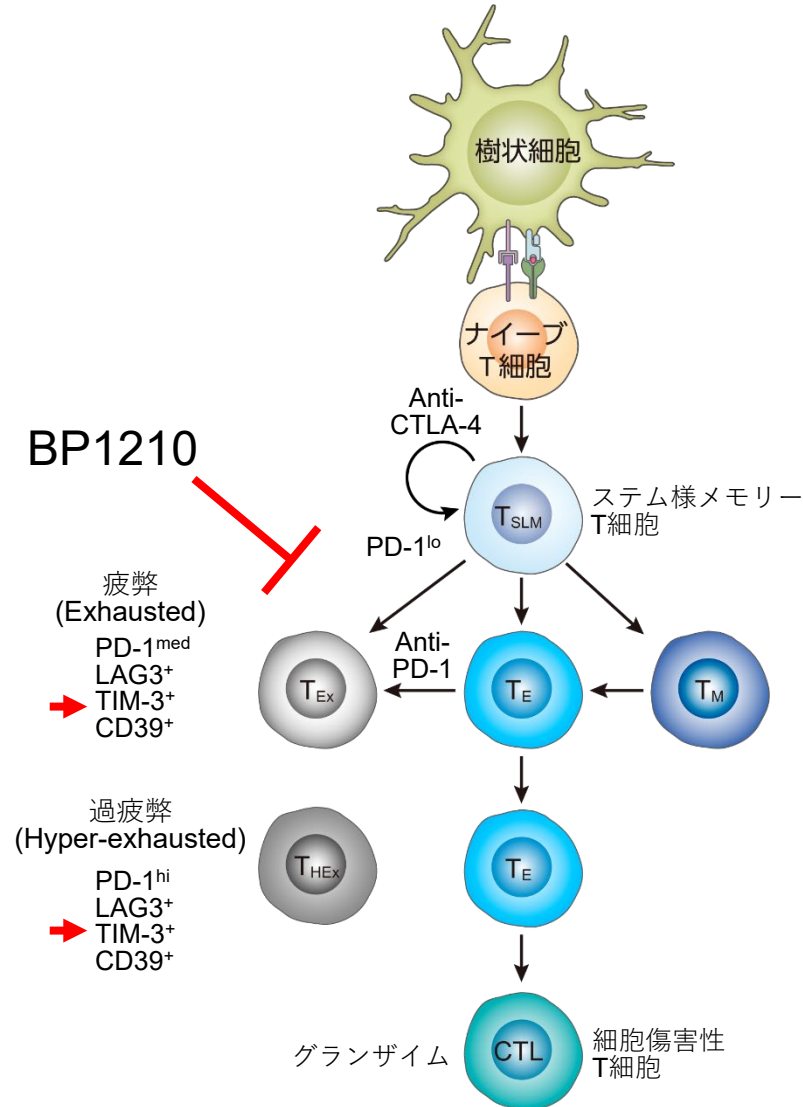 樹状細胞
ナイーブ
T細胞
Anti-
CTLA-4
BP1210
TSLM
ステム様メモリー
T細胞
PD-1lo
疲弊
(Exhausted)
PD-1med
LAG3+
TIM-3+
CD39+
Anti-
PD-1
TEx
TE
TM
過疲弊
(Hyper-exhausted)
PD-1hi
LAG3+
TIM-3+
CD39+
THEx
TE
グランザイム
CTL
細胞傷害性
T細胞